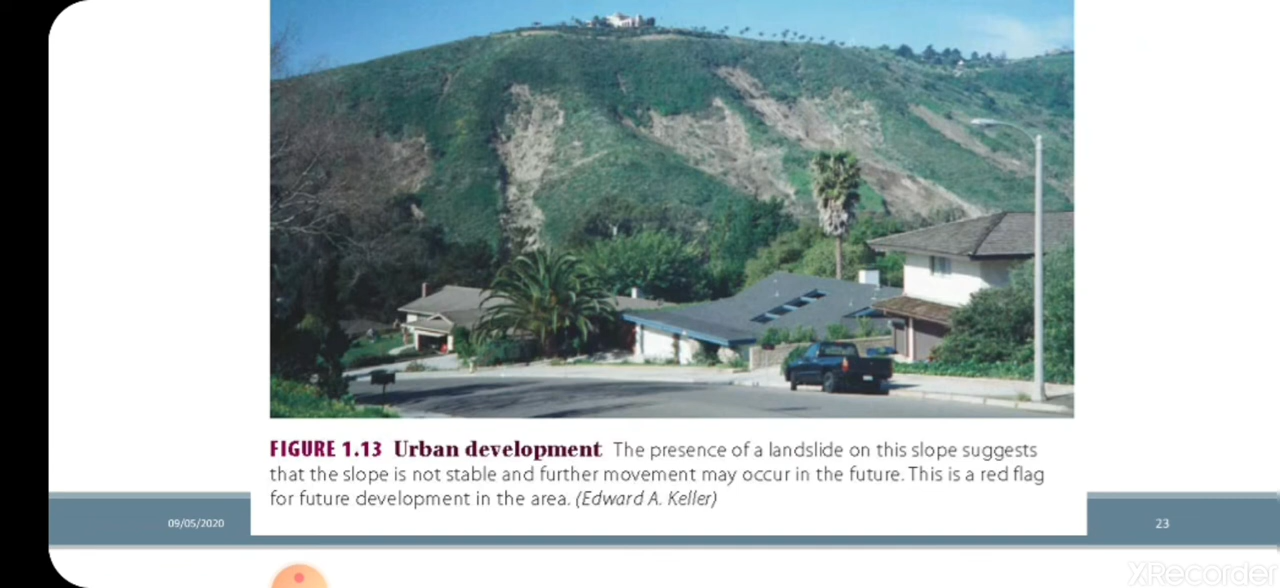 FIGURE 1.13 Urban development The presence of a landslide on this slope suggests
that the slope is not stable and further movement may occur in the future. This is a red flag
for future development in the area. (Edward A. Keller)
09/05/2020
23
XRecorder